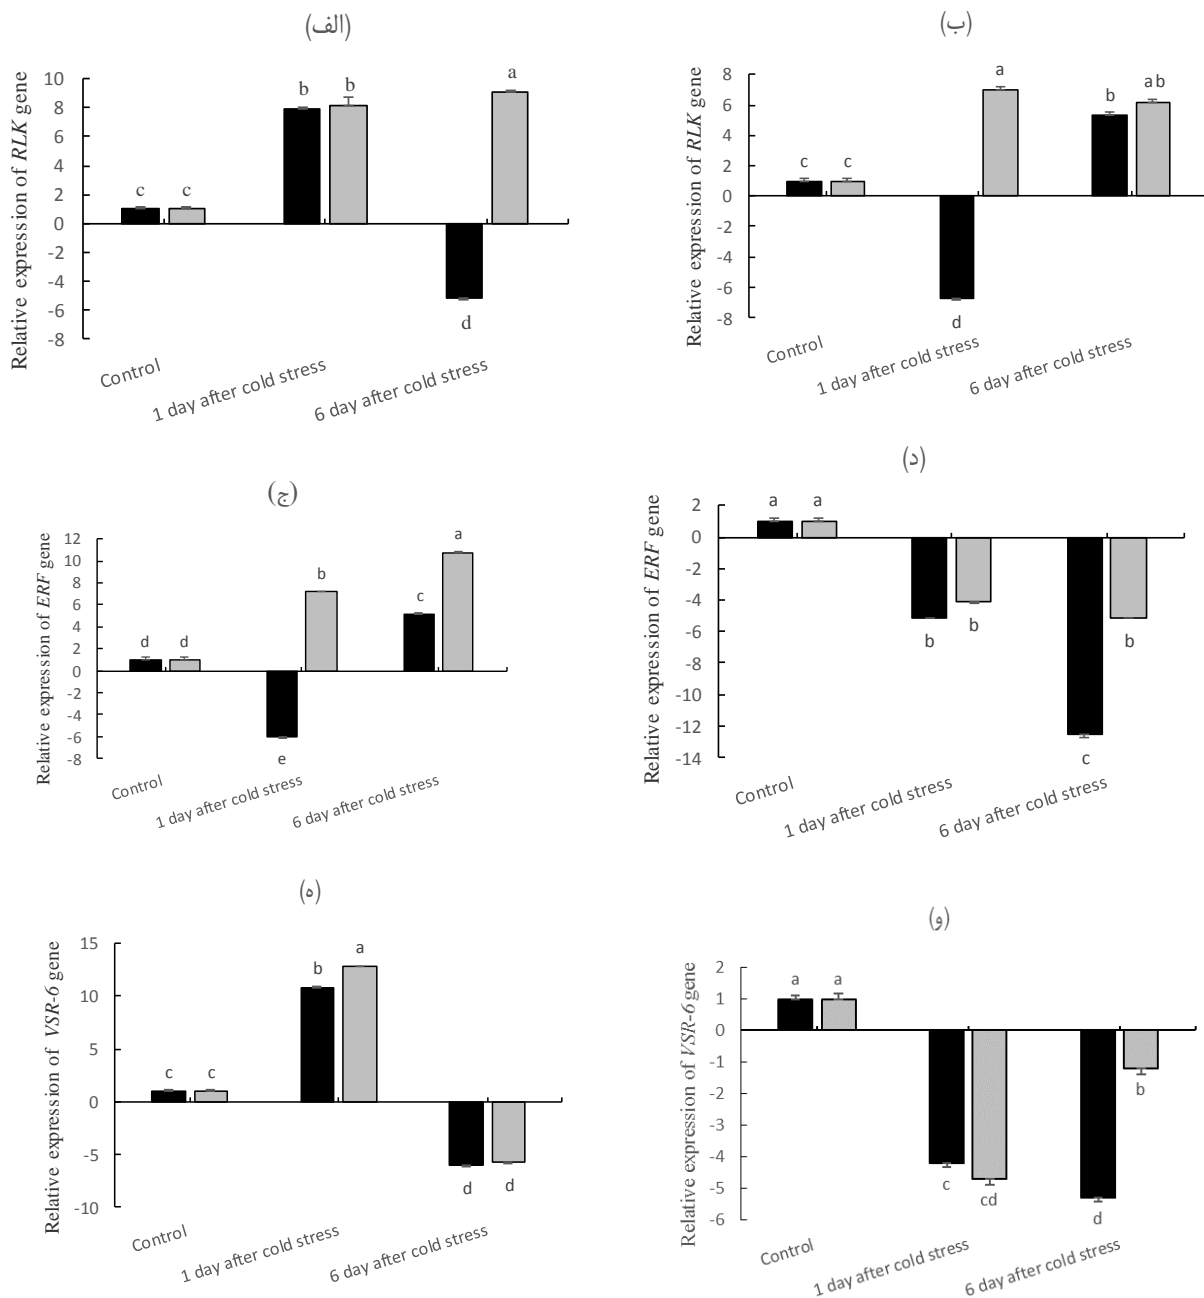 (الف)
Relative expression of RLK gene
10
8
6
4
2
0
-2
-4
-6
-8
c c b b d a
Control
1 day after cold stress
6 day after cold stress
(ب)
Relative expression of RLK gene
8
6
4
2
0
-2
-4
-6
-8
c c d a b ab
Control
1 day after cold stress
6 day after cold stress
(ج)
Relative expression of ERF gene
12
10
8
6
4
2
0
-2
-4
-6
-8
d d e b c a
Control
1 day after cold stress
6 day after cold stress
(د)
Relative expression of ERF gene
2
0
-2
-4
-6
-8
-10
-12
-14
a a b b c b
Control
1 day after cold stress
6 day after cold stress
(ه)
Relative expression of VSR-6 gene
15
10
5
0
-5
-10
c c b a d d
Control
1 day after cold stress
6 day after cold stress
(و)
Relative expression of VSR-6 gene
2
1
0
-1
-2
-3
-4
-5
-6
a a c cd d b
Control
1 day after cold stress
6 day after cold stress